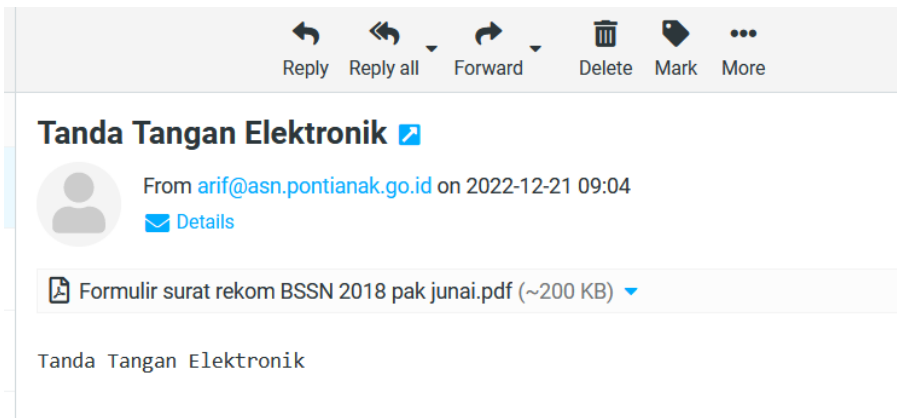 Reply Reply all Forward Delete Mark More
Tanda Tangan Elektronik
From arif@asn.pontianak.go.id on 2022-12-21 09:04
Details
Formulir surat rekom BSSN 2018 pak junai.pdf (~200 KB)
Tanda Tangan Elektronik